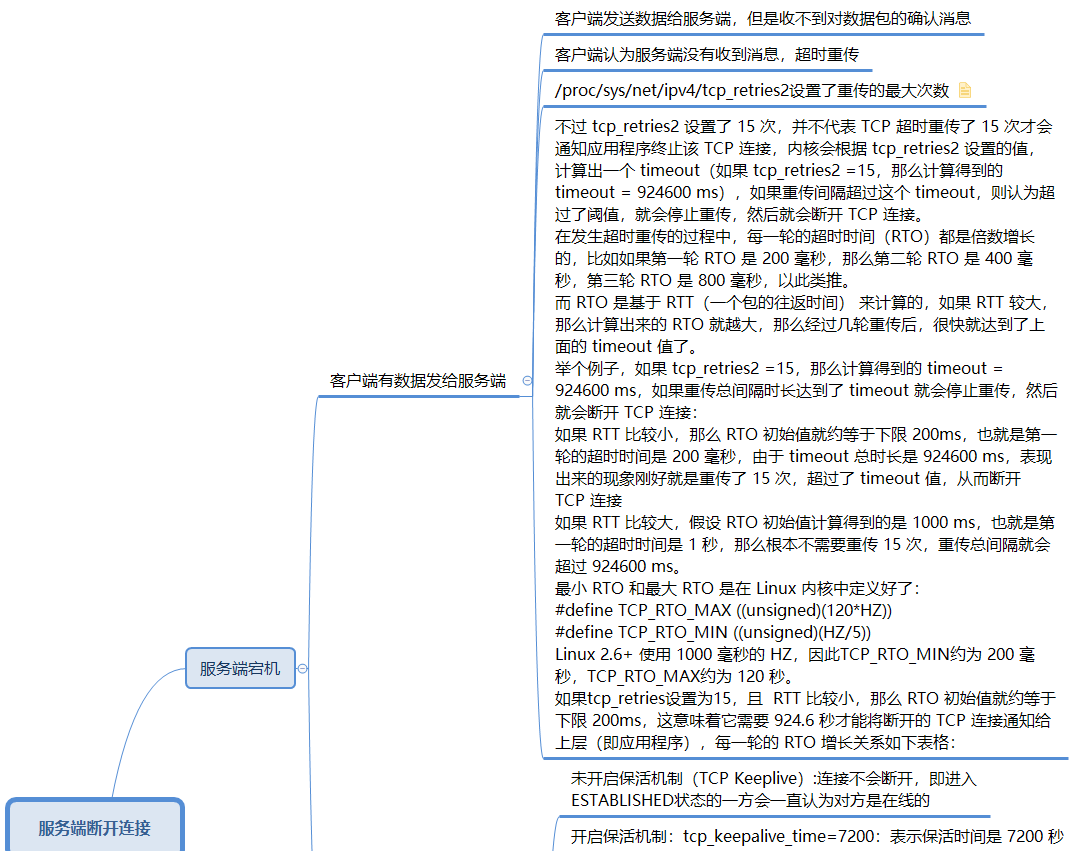 客户端发送数据给服务端，但是收不到对数据包的确认消息
客户端认为服务端没有收到消息，超时重传
/proc/sys/net/ipv4/tcp_retries2设置了重传的最大次数
不过 tcp_retries2 设置了 15 次，并不代表 TCP 超时重传了 15 次才会
通知应用程序终止该 TCP 连接，内核会根据 tcp_retries2 设置的值，
计算出一个 timeout（如果 tcp_retries2 =15，那么计算得到的
timeout = 924600 ms），如果重传间隔超过这个 timeout，则认为超
过了阈值，就会停止重传，然后就会断开 TCP 连接。
在发生超时重传的过程中，每一轮的超时时间（RTO）都是倍数增长
的，比如如果第一轮 RTO 是 200 毫秒，那么第二轮 RTO 是 400 毫
秒，第三轮 RTO 是 800 毫秒，以此类推。
而 RTO 是基于 RTT（一个包的往返时间） 来计算的，如果 RTT 较大，
那么计算出来的 RTO 就越大，那么经过几轮重传后，很快就达到了上
面的 timeout 值了。
举个例子，如果 tcp_retries2 =15，那么计算得到的 timeout =
924600 ms，如果重传总间隔时长达到了 timeout 就会停止重传，然后
就会断开 TCP 连接：
如果 RTT 比较小，那么 RTO 初始值就约等于下限 200ms，也就是第一
轮的超时时间是 200 毫秒，由于 timeout 总时长是 924600 ms，表现
出来的现象刚好就是重传了 15 次，超过了 timeout 值，从而断开
TCP 连接
如果 RTT 比较大，假设 RTO 初始值计算得到的是 1000 ms，也就是第
一轮的超时时间是 1 秒，那么根本不需要重传 15 次，重传总间隔就会
超过 924600 ms。
最小 RTO 和最大 RTO 是在 Linux 内核中定义好了：
#define TCP_RTO_MAX ((unsigned)(120*HZ))
#define TCP_RTO_MIN ((unsigned)(HZ/5))
Linux 2.6+ 使用 1000 毫秒的 HZ，因此TCP_RTO_MIN约为 200 毫
秒，TCP_RTO_MAX约为 120 秒。
如果tcp_retries设置为15，且  RTT 比较小，那么 RTO 初始值就约等于
下限 200ms，这意味着它需要 924.6 秒才能将断开的 TCP 连接通知给
上层（即应用程序），每一轮的 RTO 增长关系如下表格：
客户端有数据发给服务端
服务端宕机
未开启保活机制（TCP Keeplive）:连接不会断开，即进入
ESTABLISHED状态的一方会一直认为对方是在线的
服务端断开连接
开启保活机制：tcp_keepalive_time=7200：表示保活时间是 7200 秒